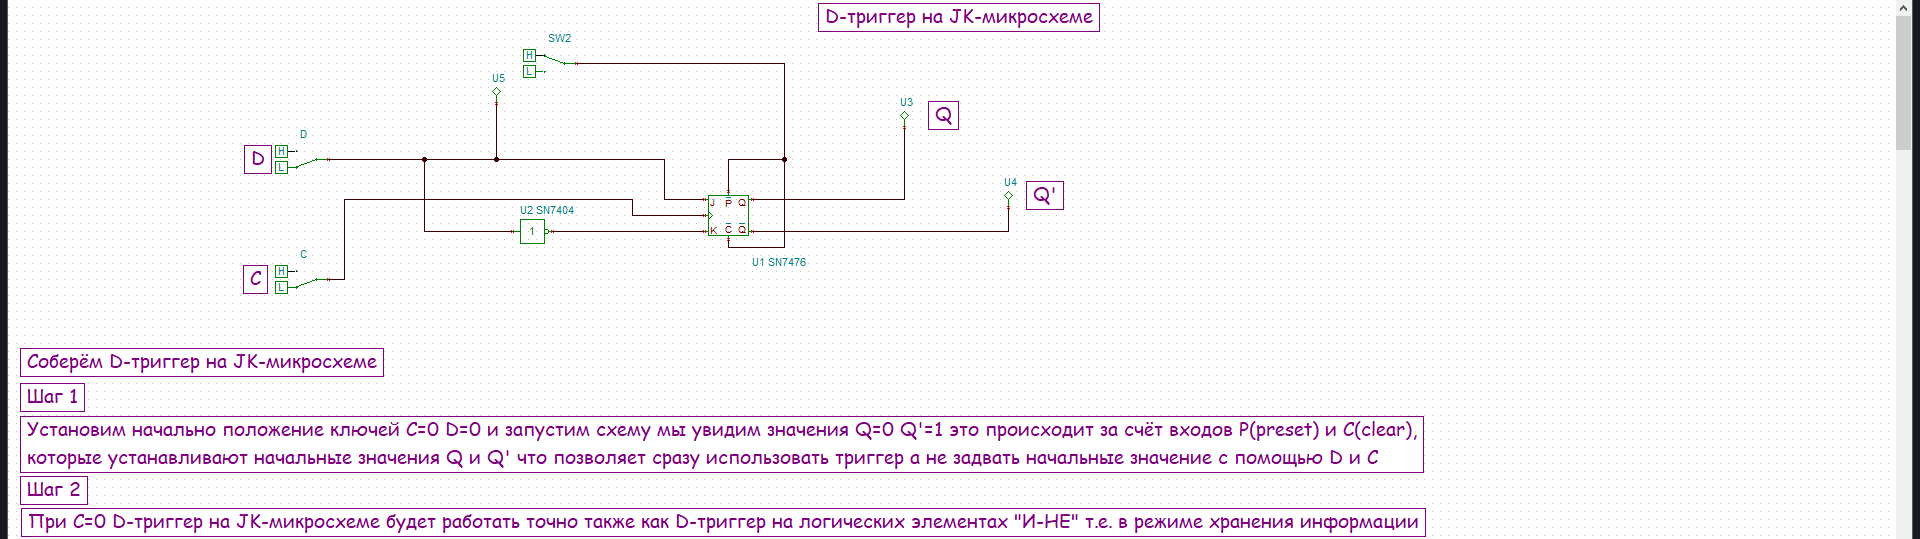 D-триггер на JK-микросхеме
SW2
H
L
U5
U3
Q
D
D
H
L
U4
Q'
J P Q
U2 SN7404
1
K C Q
C
U1 SN7476
C
H
L
Соберём D-триггер на JK-микросхеме
Шаг 1
Установим начально положение ключей C=0 D=0 и запустим схему мы увидим значения Q=0 Q'=1 это происходит за счёт входов P(preset) и C(clear),
которые устанавливают начальные значения Q и Q' что позволяет сразу использовать триггер а не задвать начальные значение с помощью D и C
Шаг 2
При C=0 D-триггер на JK-микросхеме будет работать точно также как D-триггер на логических элементах "И-НЕ" т.е. в режиме хранения информации